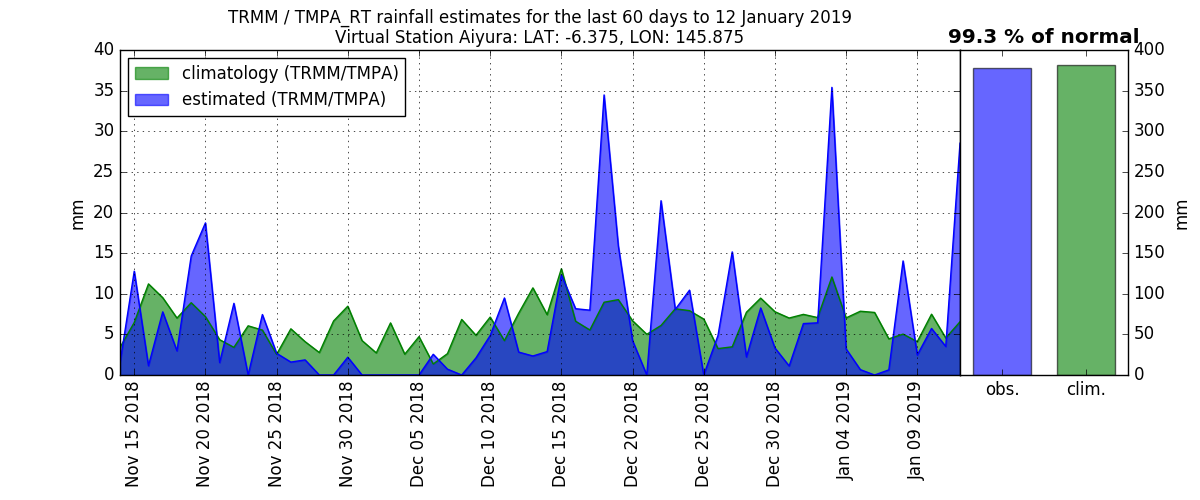 TRMM / TMPA_RT rainfall estimates for the last 60 days to 12 January 2019
Virtual Station Aiyura: LAT: -6.375, LON: 145.875
99.3 % of normal
climatology (TRMM/TMPA)
estimated (TRMM/TMPA)
mm
40
35
30
25
20
15
10
5
0
Nov 15 2018
Nov 20 2018
Nov 25 2018
Nov 30 2018
Dec 05 2018
Dec 10 2018
Dec 15 2018
Dec 20 2018
Dec 25 2018
Dec 30 2018
Jan 04 2019
Jan 09 2019
obs.
clim.
400
350
300
250
200
150
100
50
0
mm